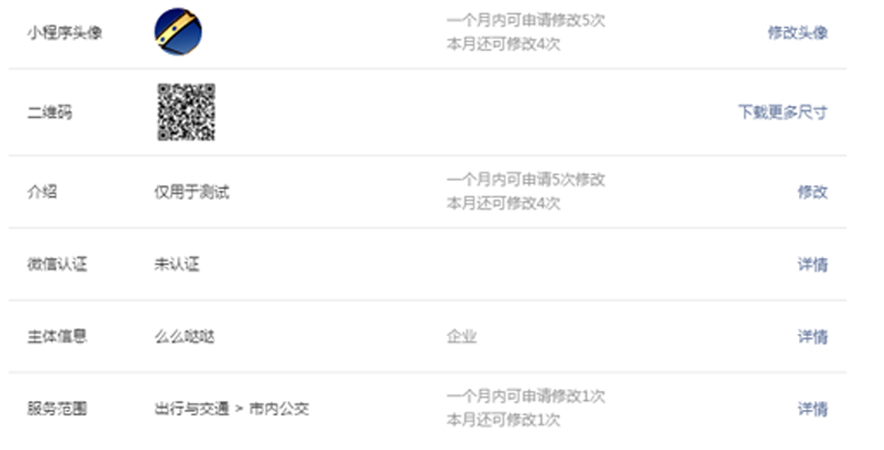 小程序头像
一个月内可申请修改5次
本月还可修改4次
修改头像
二维码
下载更多尺寸
介绍
仅用于测试
一个月内可申请5次修改
本月还可修改4次
修改
微信认证
未认证
详情
主体信息
么么哒哒
企业
详情
服务范围
出行与交通 > 市内公交
一个月内可申请修改1次
本月还可修改1次
详情